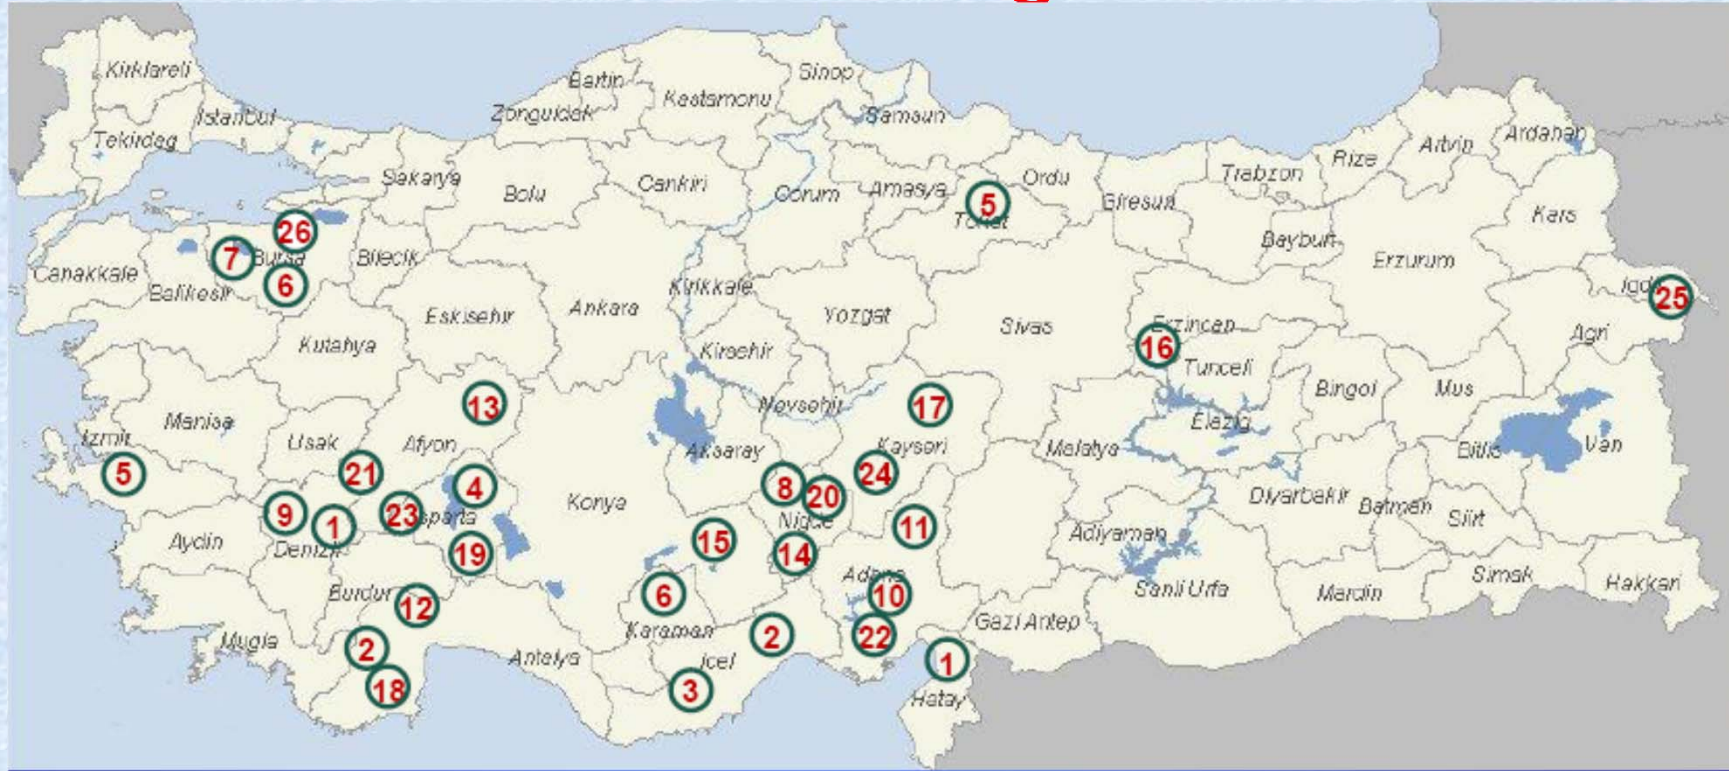 Kirklareli
Bartin
Sinop
Kastamonu
Zonguldak
Istanbul
Samsun
Tekirdag
Ardahan
Artvin
Rize
Trabzon
Sakarya
Bolu
Cankiri
Corum
Amasya
Ordu
Giresun
5
Tokat
Kars
26
7
Bursa
Bilecik
Bayburt
Erzurum
Canakkale
Balikesir
6
Kirikkale
Igdir
25
Eskisehir
Ankara
Yozgat
Sivas
Erzincan
Agri
Kutahya
Kirsehir
16
Tunceli
Bingol
Mus
13
Nevsehir
17
Manisa
Usak
Afyon
Elazig
Izmir
Aksaray
Kayseri
Malatya
Bitlis
Van
5
21
4
8
20
24
Konya
Diyarbakir
Batman
Siirt
9
1
23
Isparta
Nigde
11
Adiyaman
Aydin
Denizli
19
15
14
Simak
Hakkari
Burdur
12
6
Adana
10
Sanli Urfa
Mardin
Mugla
2
Karaman
2
22
Gazi Antep
Antalya
Icel
1
18
3
Hatay